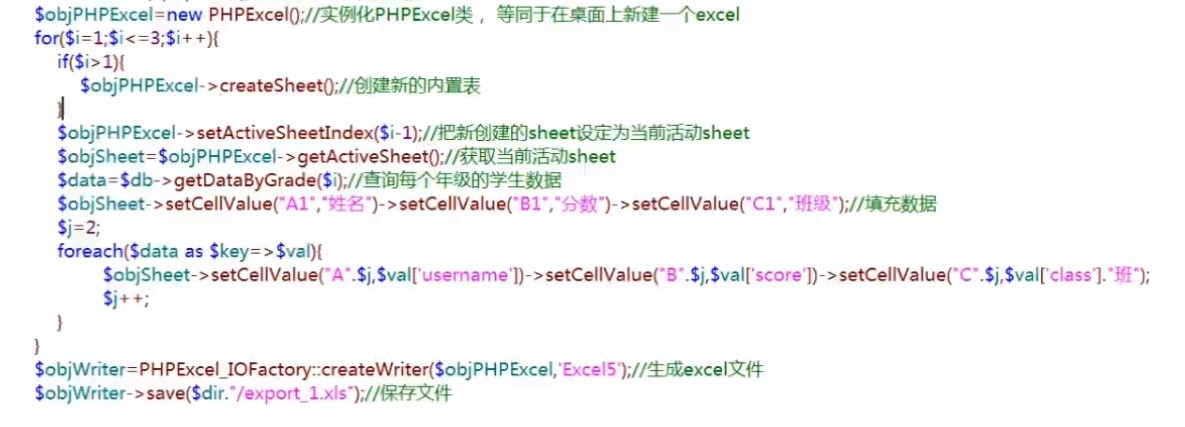 $objPHPExcel=new PHPExcel();//实例化PHPExcel类， 等同于在桌面上新建一个excel
for($i=1;$i<=3;$i++){
if($i>1){
$objPHPExcel->createSheet();//创建新的内置表
}
$objPHPExcel->setActiveSheetIndex($i-1);//把新创建的sheet设定为当前活动sheet
$objSheet=$objPHPExcel->getActiveSheet();//获取当前活动sheet
$data=$db->getDataByGrade($i);//查询每个年级的学生数据
$objSheet->setCellValue("A1","姓名")->setCellValue("B1","分数")->setCellValue("C1","班级");//填充数据
$j=2;
foreach($data as $key=>$val){
$objSheet->setCellValue("A".$j,$val['username'])->setCellValue("B".$j,$val['score'])->setCellValue("C".$j,$val['class']."班");
$j++;
}
}
$objWriter=PHPExcel_IOFactory::createWriter($objPHPExcel,'Excel5');//生成excel文件
$objWriter->save($dir."/export_1.xls");//保存文件